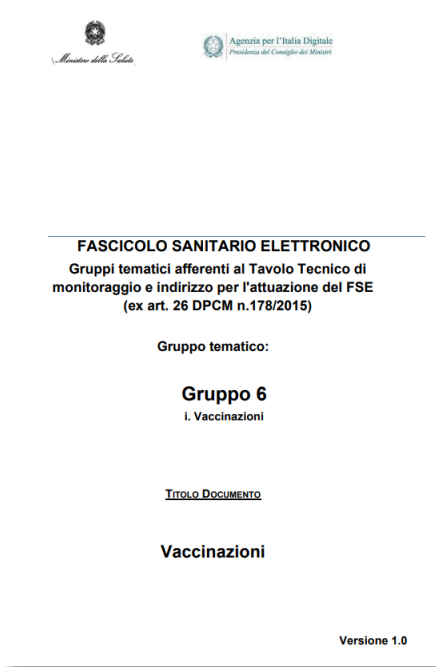 Ministero della Salute
Agenzia per l'Italia Digitale
Presidenza del Consiglio dei Ministri
FASCICOLO SANITARIO ELETTRONICO
Gruppi tematici afferenti al Tavolo Tecnico di
monitoraggio e indirizzo per l'attuazione del FSE
(ex art. 26 DPCM n.178/2015)
Gruppo tematico:
Gruppo 6
i. Vaccinazioni
TITOLO DOCUMENTO
Vaccinazioni
Versione 1.0